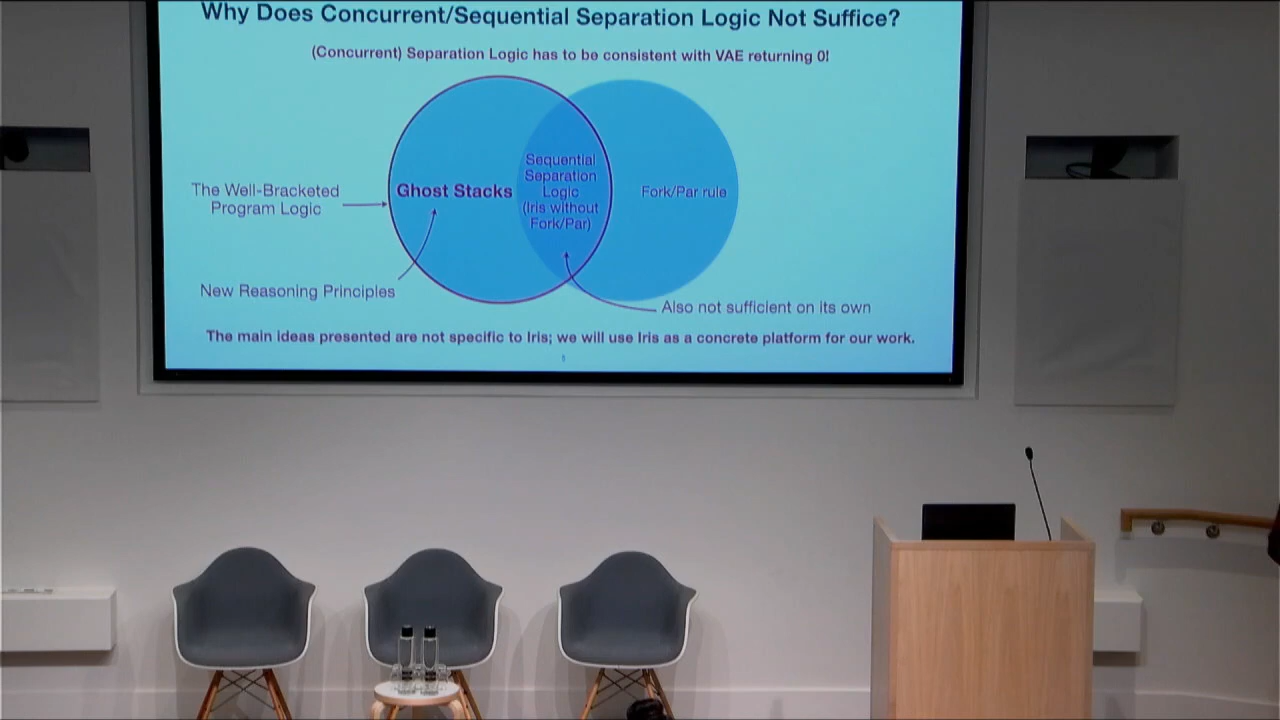 Why Does Concurrent/Sequential Separation Logic Not Suffice?
(Concurrent) Separation Logic has to be consistent with VAE returning 0!
The Well-Bracketed
Program Logic
Ghost Stacks
Sequential
Separation
Logic
(Iris without
Fork/Par)
Fork/Par rule
New Reasoning Principles
Also not sufficient on its own
The main ideas presented are not specific to Iris; we will use Iris as a concrete platform for our work.